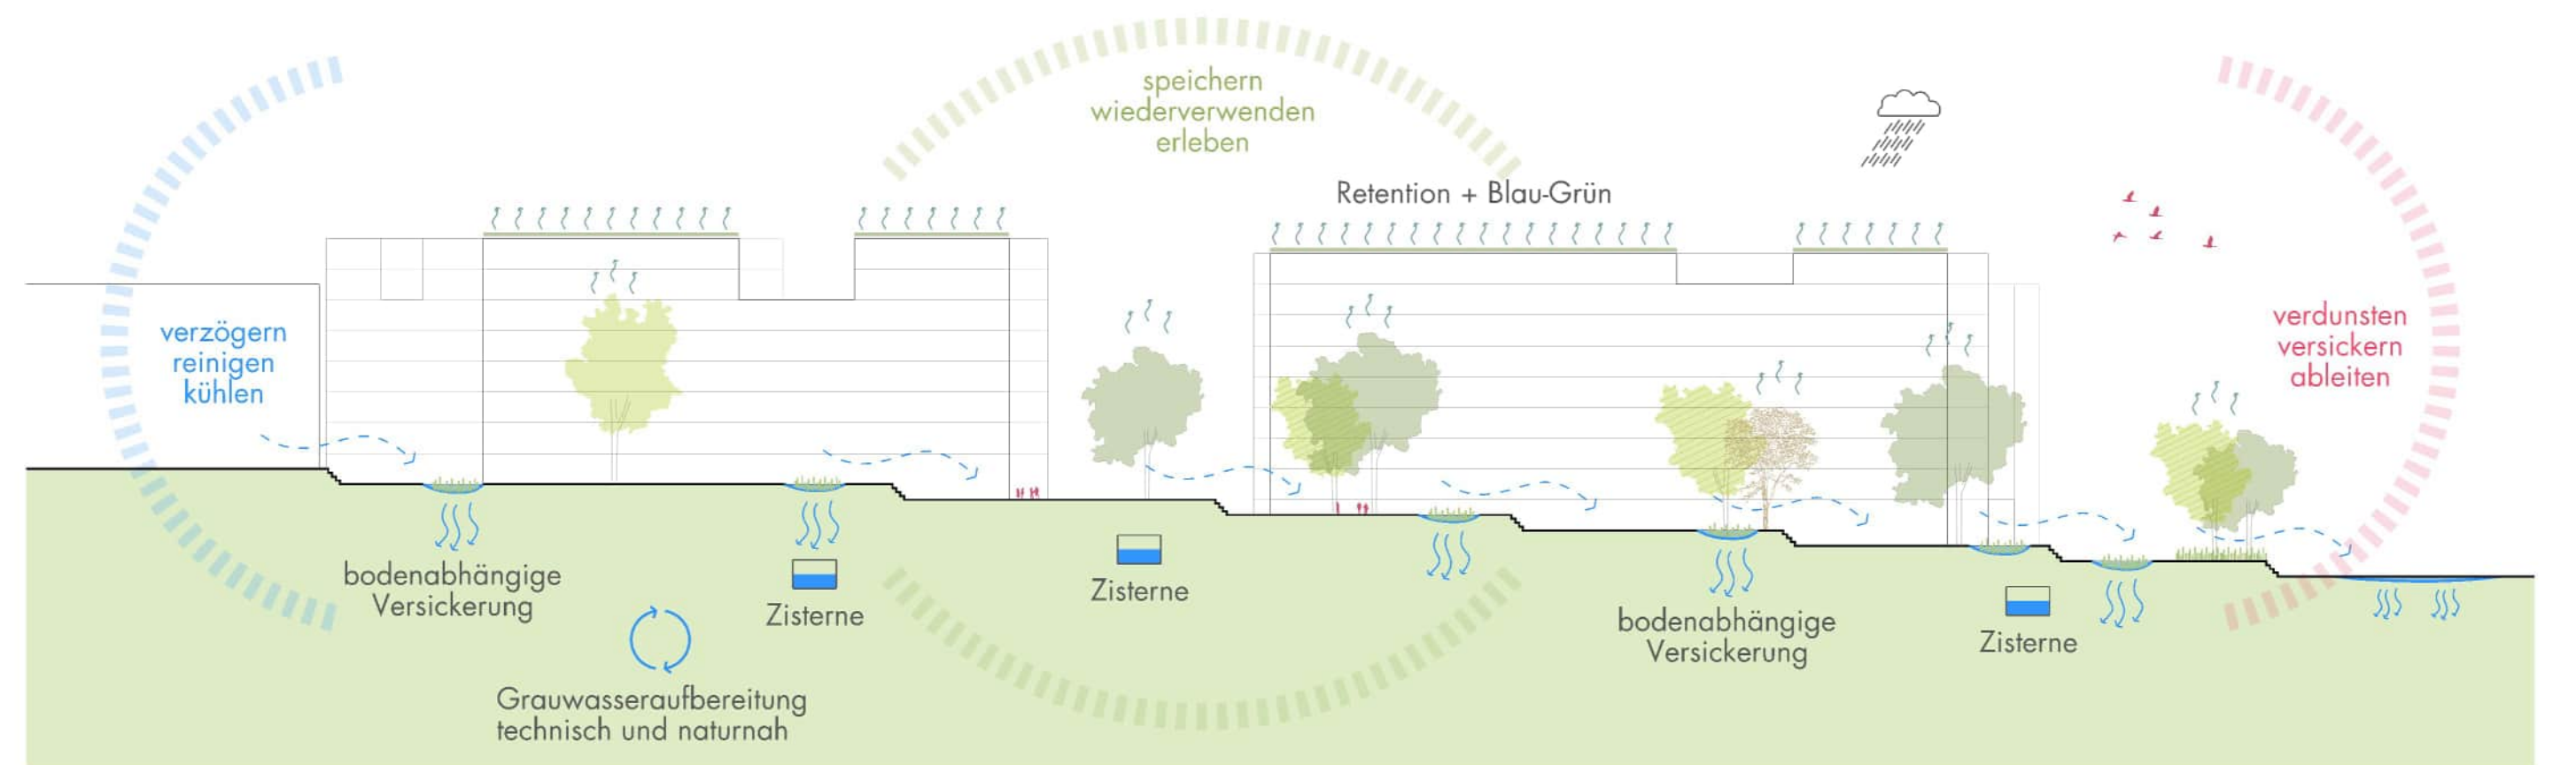 speichern
wiederverwenden
erleben
Retention + Blau-Grün
verzögern
reinigen
kühlen
verdunsten
versickern
ableiten
bodenabhängige
Versickerung
Zisterne
Zisterne
bodenabhängige
Versickerung
Zisterne
Grauwasseraufbereitung
technisch und naturnah